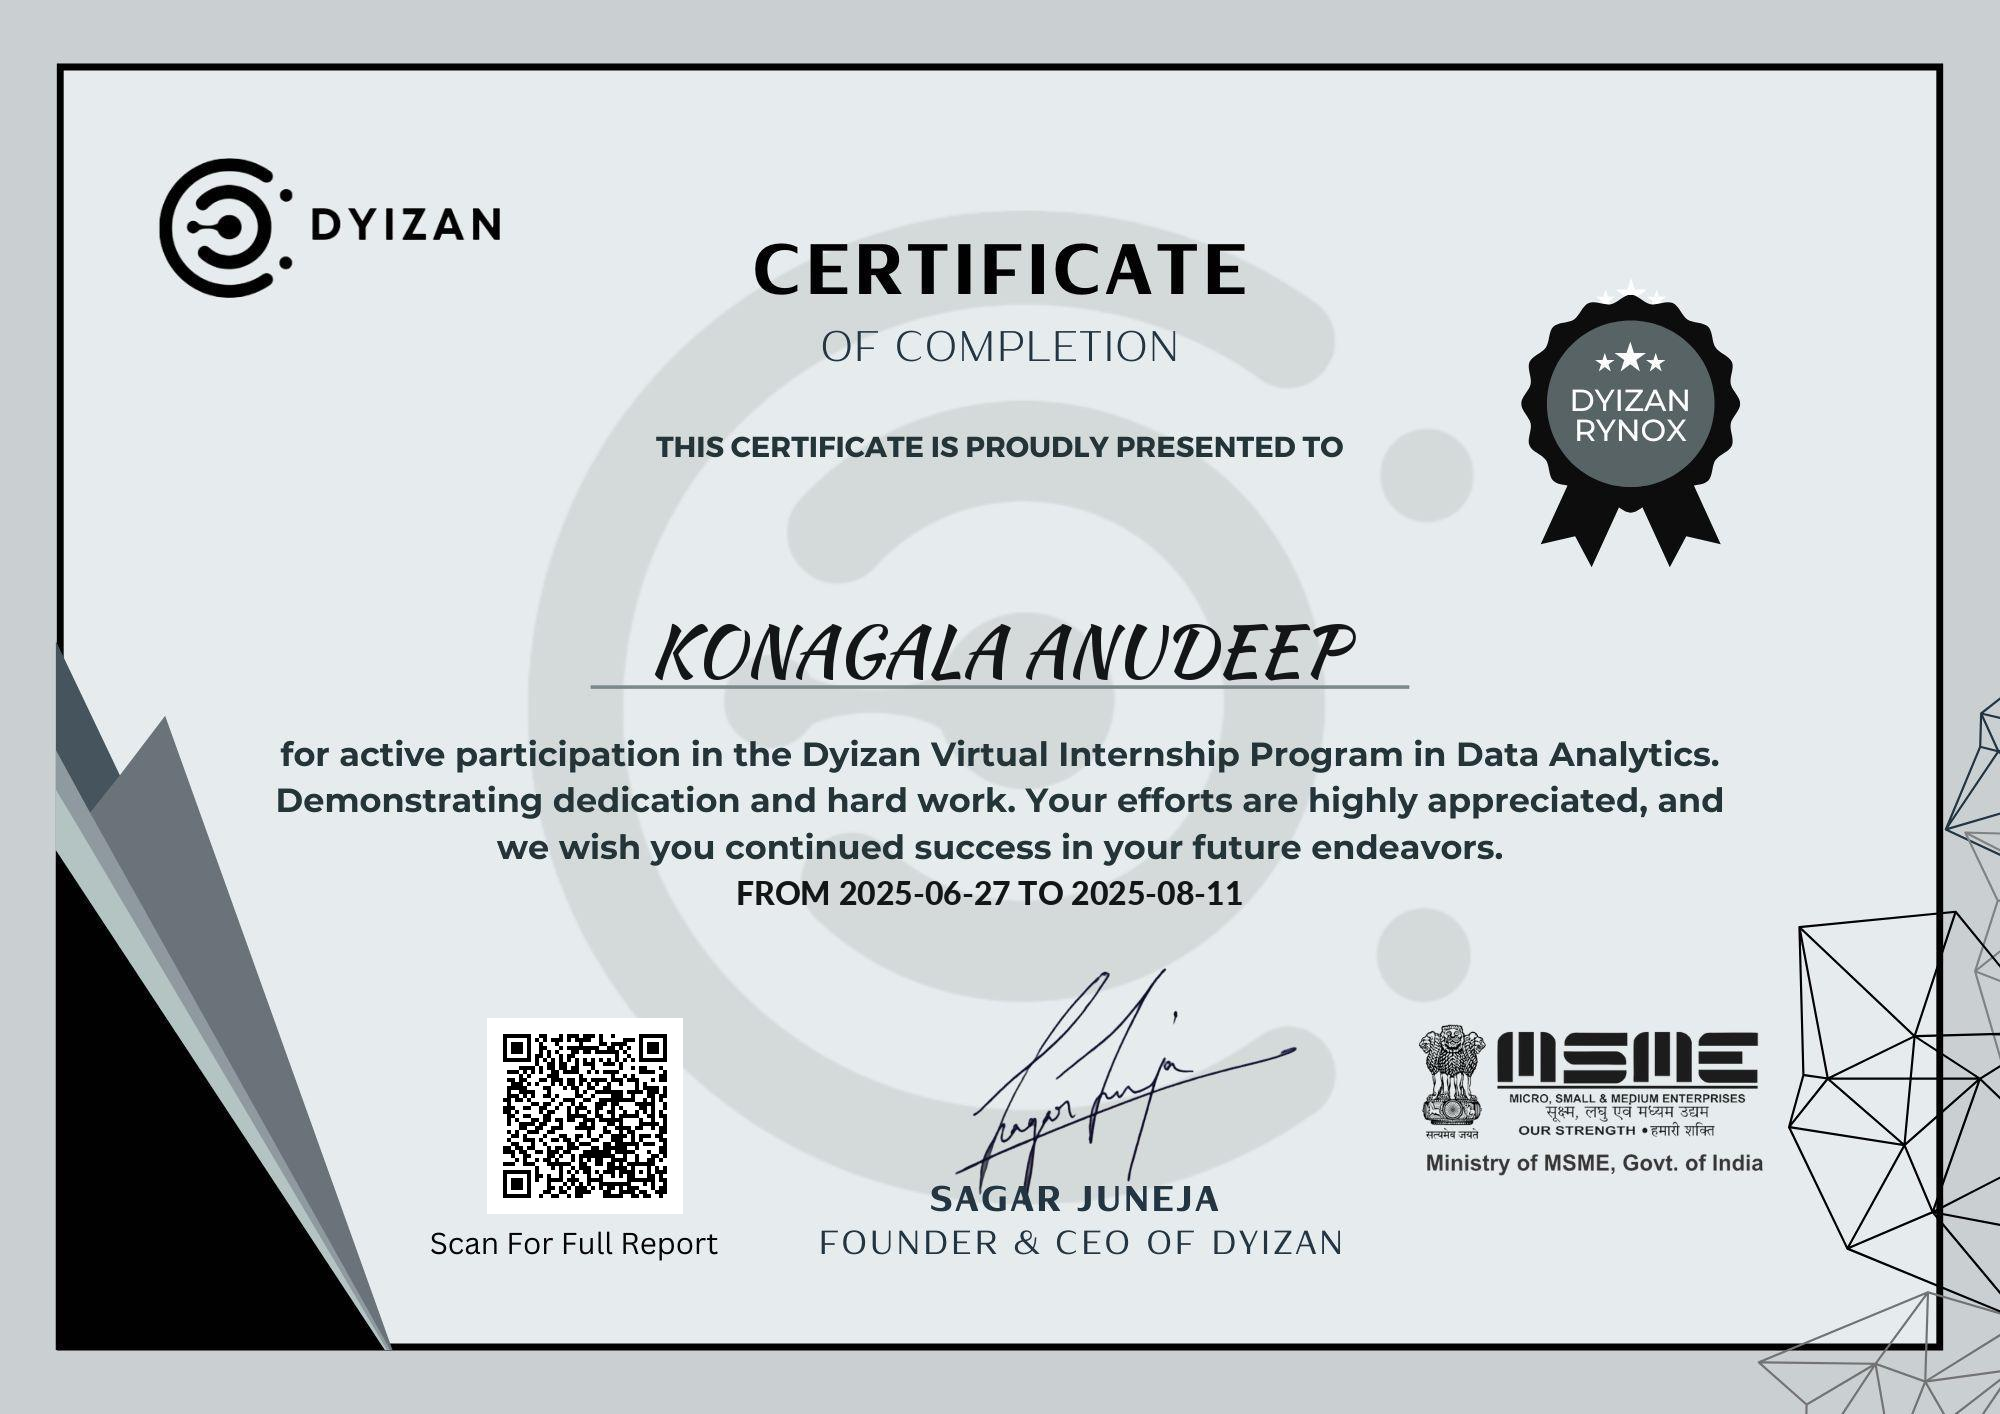 DYIZAN
CERTIFICATE
OF COMPLETION
THIS CERTIFICATE IS PROUDLY PRESENTED TO
DYIZAN
RYNOX
KONAGALA ANUDEEP
for active participation in the Dyizan Virtual Internship Program in Data Analytics.
Demonstrating dedication and hard work. Your efforts are highly appreciated, and
we wish you continued success in your future endeavors.
FROM 2025-06-27 TO 2025-08-11
Scan For Full Report
Sagar Juneja
SAGAR JUNEJA
FOUNDER & CEO OF DYIZAN
सत्यमेव जयते
MSME
MICRO, SMALL & MEDIUM ENTERPRISES
सूक्ष्म, लघु एवं मध्यम उद्यम
OUR STRENGTH • हमारी शक्ति
Ministry of MSME, Govt. of India